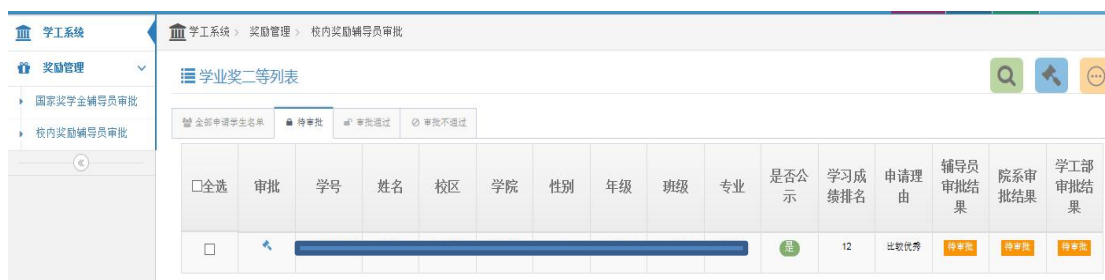 学工系统
学工系统 > 奖励管理 > 校内奖励辅导员审批
奖励管理
国家奖学金辅导员审批
校内奖励辅导员审批
学业奖二等列表
全部申请学生名单 待审批 审批通过 审批不通过
全选 审批 学号 姓名 校区 学院 性别 年级 班级 专业 是否公示 学习成绩排名 申请理由 辅导员审批结果 院系审批结果 学工部审批结果
是 12 比较优秀 待审批 待审批 待审批